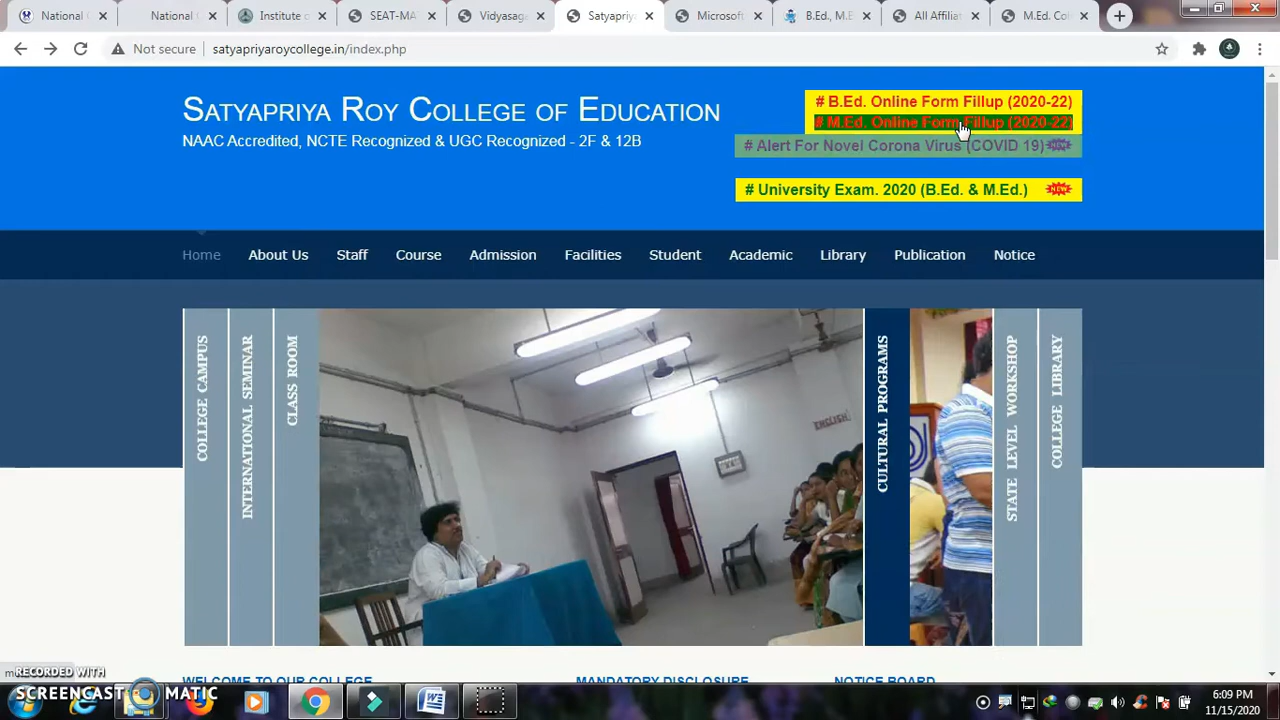 National C
National U
Institute o
SEAT-MA
Vidyasag
Satyapriy
Microsoft
B.Ed., M.E
All Affiliat
M.Ed. Col
Not secure
satyapriyaroycollege.in/index.php
SATYAPRIYA ROY COLLEGE OF EDUCATION
NAAC Accredited, NCTE Recognized & UGC Recognized - 2F & 12B
# B.Ed. Online Form Fillup (2020-22)
# M.Ed. Online Form Fillup (2020-22)
# Alert For Novel Corona Virus (COVID 19) NEW
# University Exam. 2020 (B.Ed. & M.Ed.) NEW
Home About Us Staff Course Admission Facilities Student Academic Library Publication Notice
COLLEGE CAMPUS
INTERNATIONAL SEMINAR
CLASS ROOM
ENGLISH
CULTURAL PROGRAMS
STATE LEVEL WORKSHOP
COLLEGE LIBRARY
WELCOME TO OUR COLLEGE
MANDATORY DISCLOSURE
NOTICE BOARD
RECORDED WITH
SCREENCAST MATIC
6:09 PM
11/15/2020